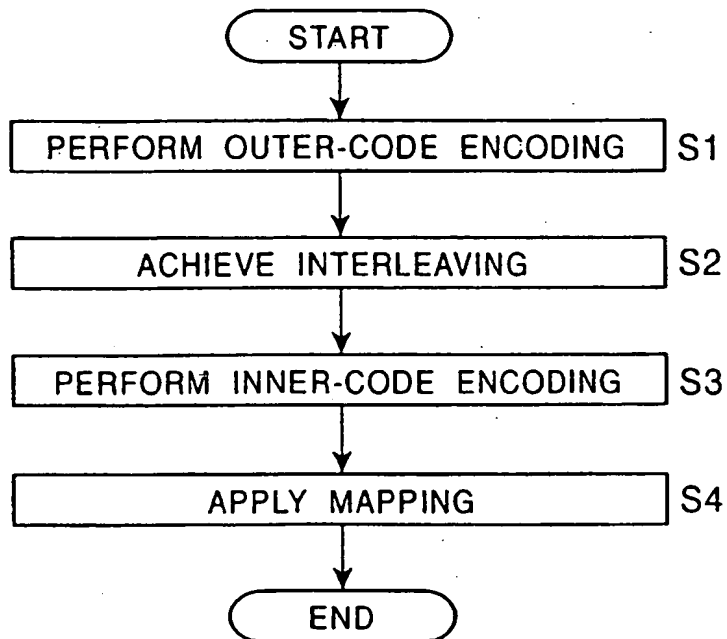 START
PERFORM OUTER-CODE ENCODING S1
ACHIEVE INTERLEAVING S2
PERFORM INNER-CODE ENCODING S3
APPLY MAPPING S4
END